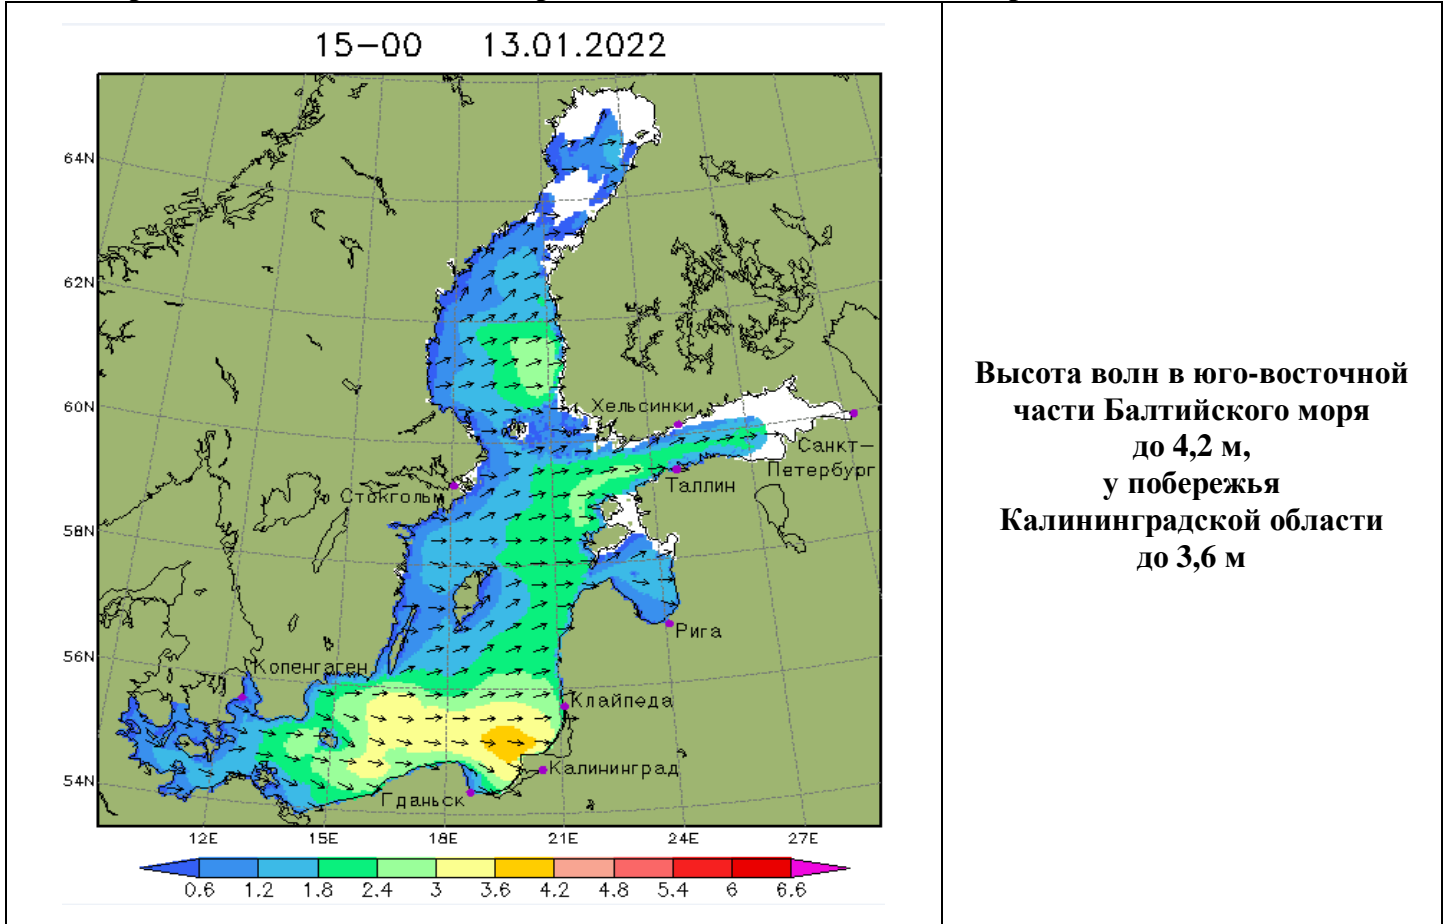 15-00 13.01.2022
64N
62N
60N
58N
56N
54N
Хельсинки
Санкт-
Петербург
Таллин
Стокгольм
Рига
Копенгаген
Клайпеда
Калининград
Гданьск
12E 15E 18E 21E 24E 27E
0.6 1.2 1.8 2.4 3 3.6 4.2 4.8 5.4 6 6.6
Высота волн в юго-восточной
части Балтийского моря
до 4,2 м,
у побережья
Калининградской области
до 3,6 м